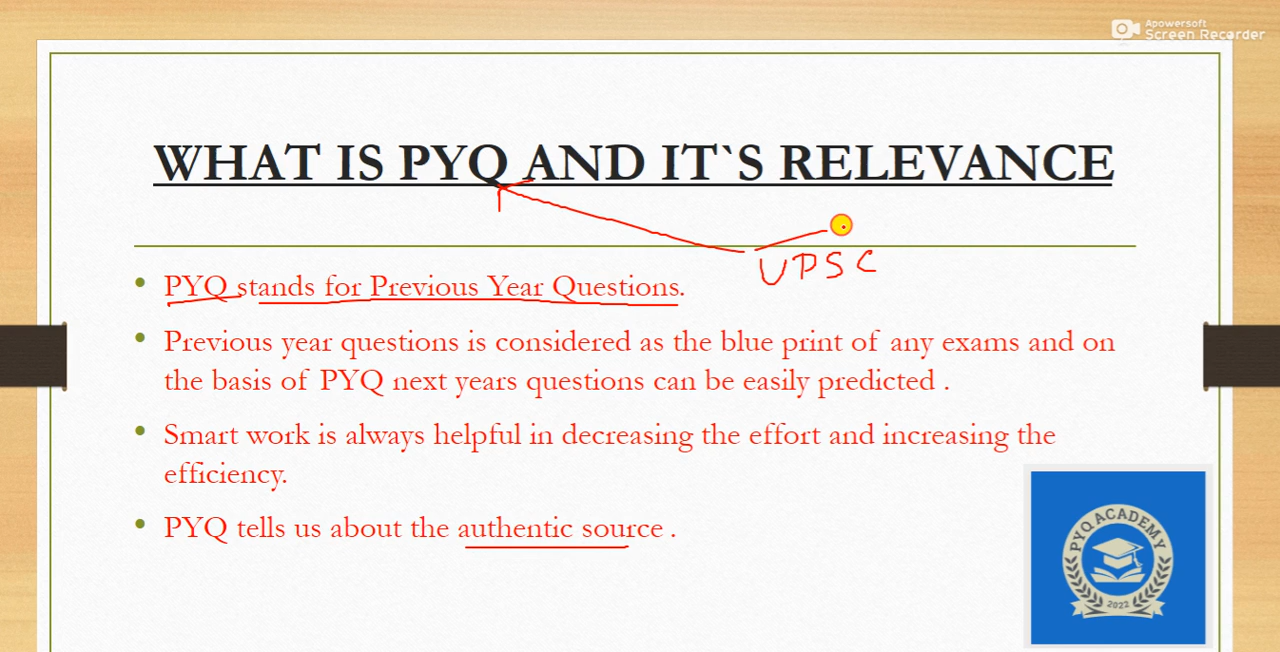 Apowersoft
Screen Recorder
WHAT IS PYQ AND IT`S RELEVANCE
UPSC
• PYQ stands for Previous Year Questions.
• Previous year questions is considered as the blue print of any exams and on
the basis of PYQ next years questions can be easily predicted .
• Smart work is always helpful in decreasing the effort and increasing the
efficiency.
• PYQ tells us about the authentic source .
PYQ ACADEMY
2022